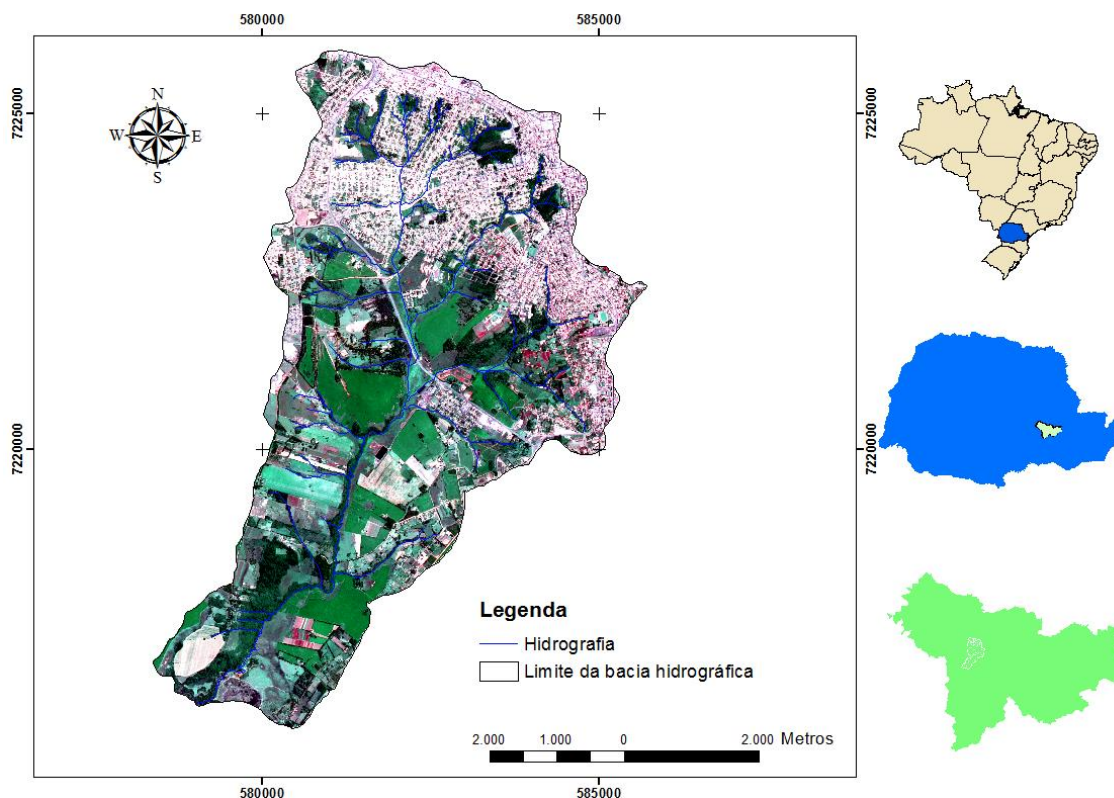 580000
585000
7225000
7225000
N
W
E
S
7220000
7220000
Legenda
Hidrografia
Limite da bacia hidrográfica
2.000 1.000 0 2.000 Metros
580000
585000